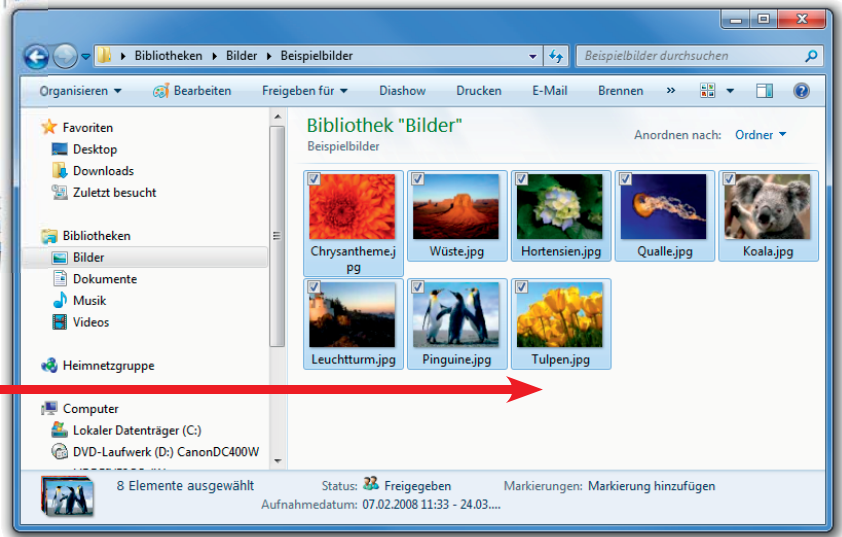 Bibliotheken Bilder Beispielbilder
Beispielbilder durchsuchen
Organisieren Bearbeiten Freigeben für Diashow Drucken E-Mail Brennen »
Favoriten
Desktop
Downloads
Zuletzt besucht
Bibliotheken
Bilder
Dokumente
Musik
Videos
Heimnetzgruppe
Computer
Lokaler Datenträger (C:)
DVD-Laufwerk (D:) CanonDC400W
Bibliothek "Bilder"
Beispielbilder
Anordnen nach: Ordner
Chrysantheme.j
pg
Wüste.jpg
Hortensien.jpg
Qualle.jpg
Koala.jpg
Leuchtturm.jpg
Pinguine.jpg
Tulpen.jpg
8 Elemente ausgewählt
Status: Freigegeben
Markierungen: Markierung hinzufügen
Aufnahmedatum: 07.02.2008 11:33 - 24.03....